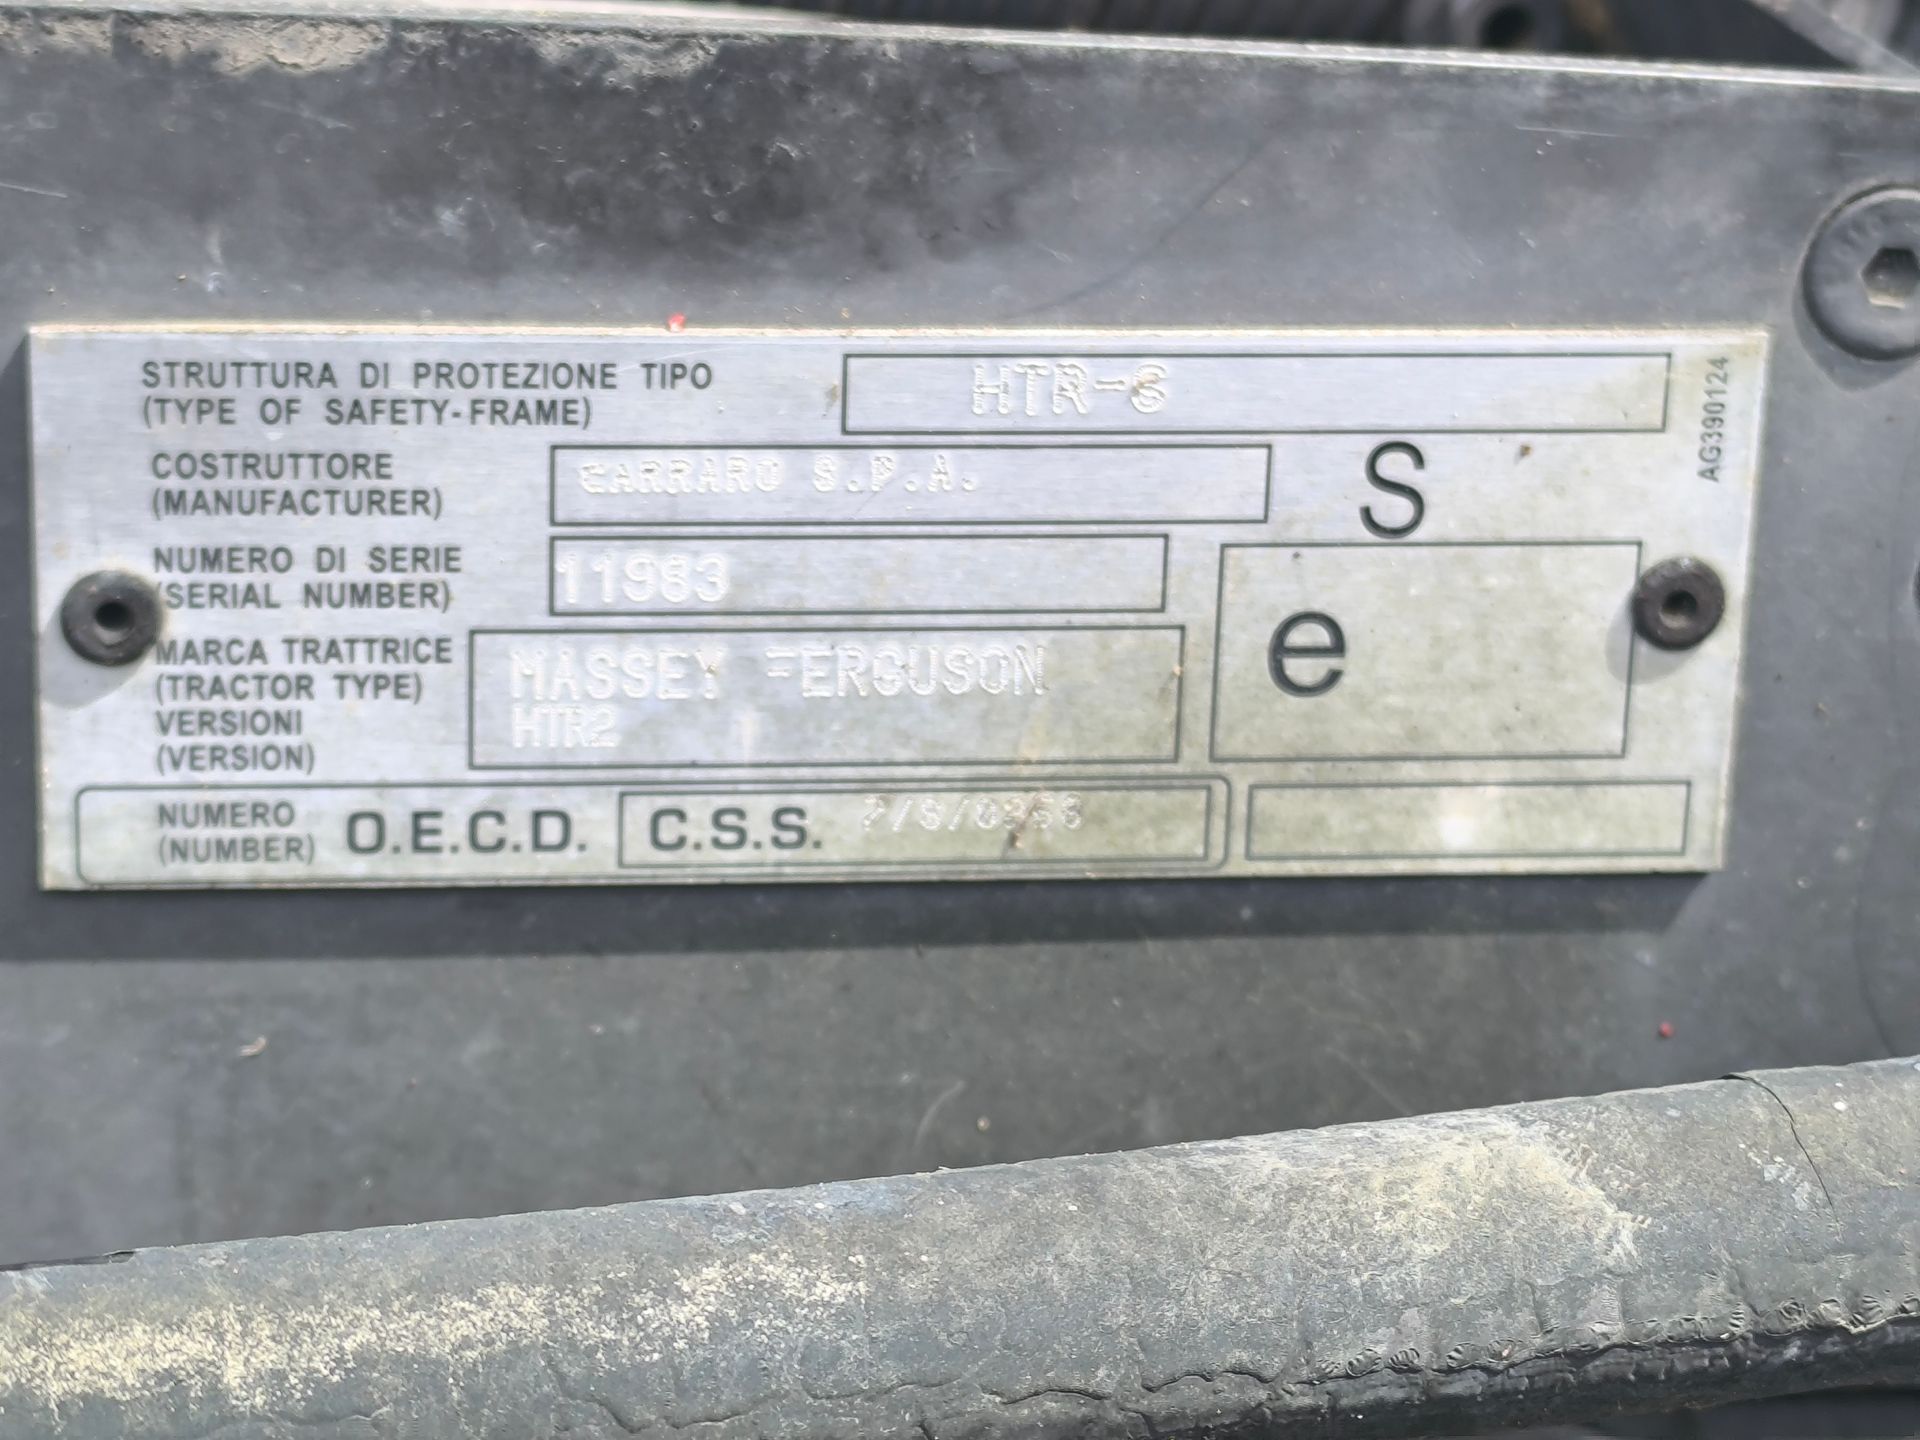 STRUTTURA DI PROTEZIONE TIPO
(TYPE OF SAFETY-FRAME)
HTR-6
COSTRUTTORE
(MANUFACTURER)
CARRARO S.P.A.
S
AG390124
NUMERO DI SERIE
(SERIAL NUMBER)
11983
MARCA TRATTRICE
(TRACTOR TYPE)
VERSIONI
(VERSION)
MASSEY FERGUSON
HTR2
e
NUMERO
(NUMBER)
O.E.C.D.
C.S.S.